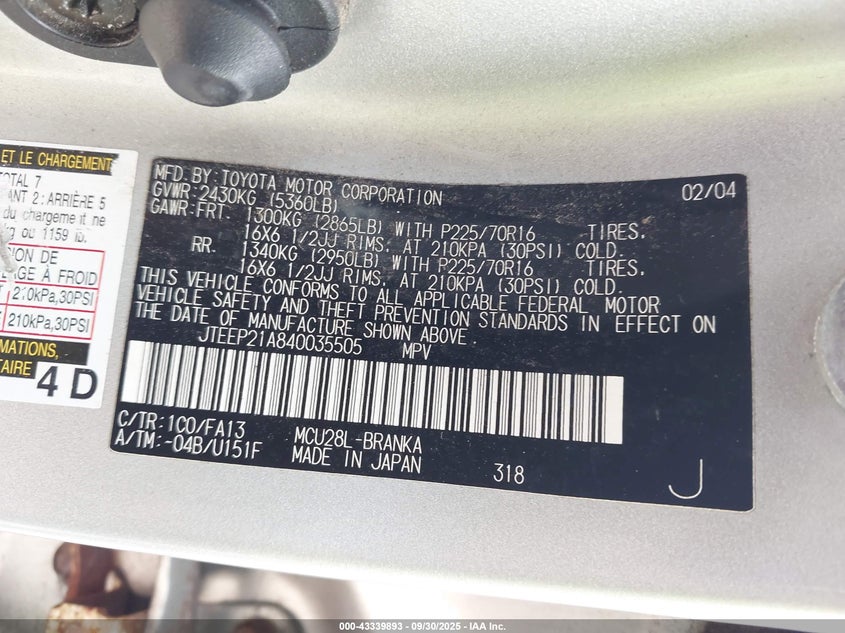 ET LE CHARGEMENT
TOTAL 7
ANT 2: ARRIÈRE 5
du chargement ne
kg ou 1159 lb.
SION DE
AGE À FROID
210kPa,30PSI
210kPa,30PSI
MATIONS,
TAIRE
4 D
MFD. BY: TOYOTA MOTOR CORPORATION 02/04
GVWR: 2430KG (5360LB)
GAWR: FRT. 1300KG (2865LB) WITH P225/70R16 TIRES.
16X6 1/2JJ RIMS, AT 210KPA (30PSI) COLD.
RR. 1340KG (2950LB) WITH P225/70R16 TIRES.
16X6 1/2JJ RIMS, AT 210KPA (30PSI) COLD.
THIS VEHICLE CONFORMS TO ALL APPLICABLE FEDERAL MOTOR
VEHICLE SAFETY AND THEFT PREVENTION STANDARDS IN EFFECT ON
THE DATE OF MANUFACTURE SHOWN ABOVE.
JTEEP21A840035505 MPV
C/TR: 1C0/FA13 MCU28L-BRANKA
A/TM: -04B/U151F MADE IN JAPAN 318 J
000-43339893 / 09/30/2025 - IAA Inc.